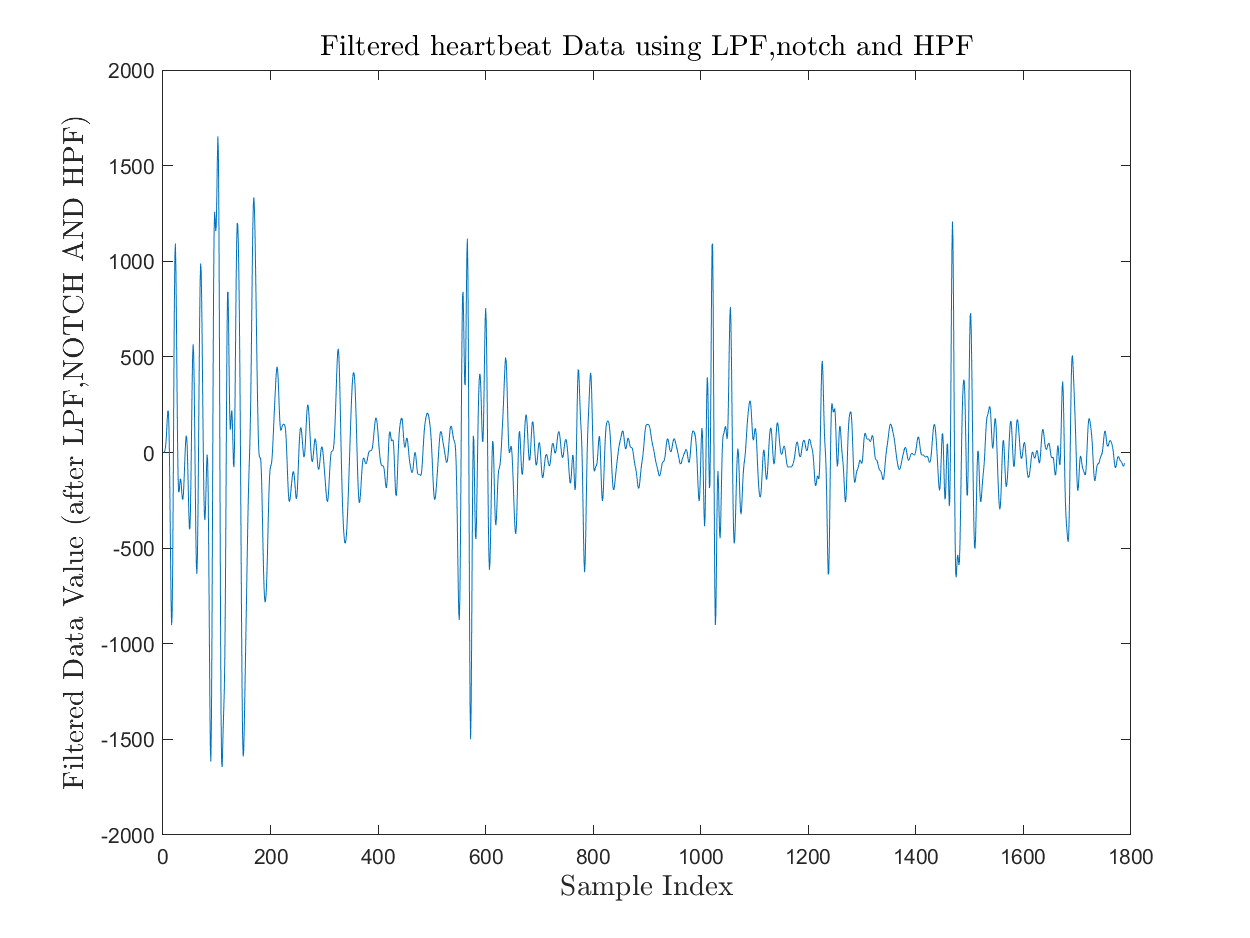 Filtered heartbeat Data using LPF,notch and HPF
Filtered Data Value (after LPF,NOTCH AND HPF)
2000
1500
1000
500
0
-500
-1000
-1500
-2000
0 200 400 600 800 1000 1200 1400 1600 1800
Sample Index